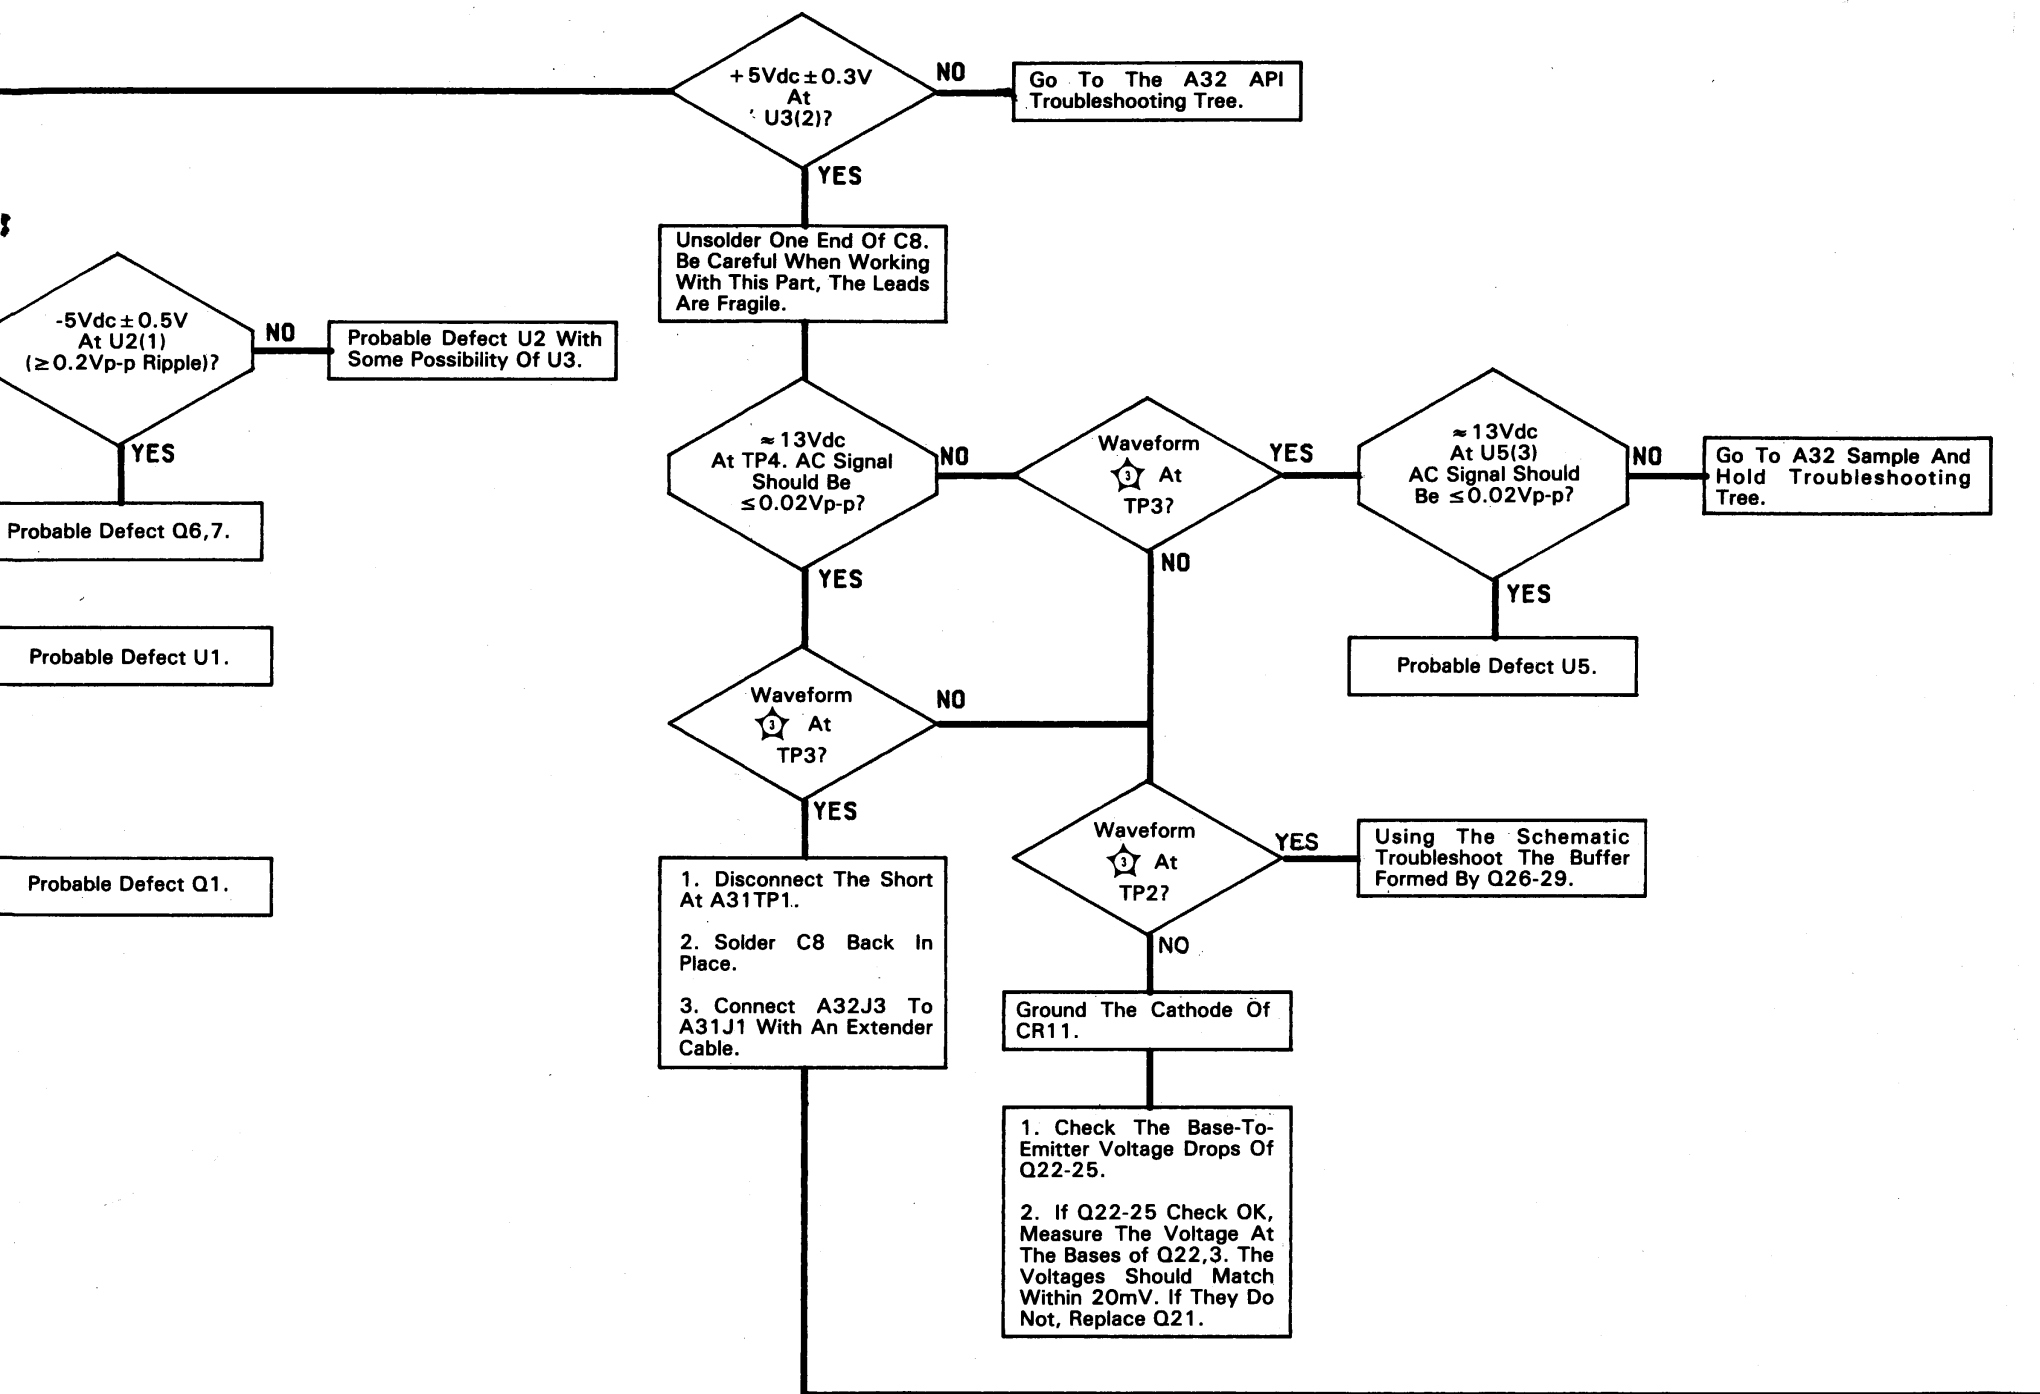 +5Vdc±0.3V
At
U3(2)?
NO
Go To The A32 API
Troubleshooting Tree.
YES
Unsolder One End Of C8.
Be Careful When Working
With This Part, The Leads
Are Fragile.
-5Vdc±0.5V
At U2(1)
(≥0.2Vp-p Ripple)?
NO
Probable Defect U2 With
Some Possibility Of U3.
YES
Probable Defect Q6,7.
Probable Defect U1.
Probable Defect Q1.
≈13Vdc
At TP4. AC Signal
Should Be
≤0.02Vp-p?
NO
Waveform
3 At
TP3?
YES
≈13Vdc
At U5(3)
AC Signal Should
Be ≤0.02Vp-p?
NO
Go To A32 Sample And
Hold Troubleshooting
Tree.
YES
Probable Defect U5.
NO
YES
Waveform
3 At
TP3?
NO
YES
1. Disconnect The Short
At A31TP1.
2. Solder C8 Back In
Place.
3. Connect A32J3 To
A31J1 With An Extender
Cable.
Waveform
3 At
TP2?
YES
Using The Schematic
Troubleshoot The Buffer
Formed By Q26-29.
NO
Ground The Cathode Of
CR11.
1. Check The Base-To-
Emitter Voltage Drops Of
Q22-25.
2. If Q22-25 Check OK,
Measure The Voltage At
The Bases of Q22,3. The
Voltages Should Match
Within 20mV. If They Do
Not, Replace Q21.